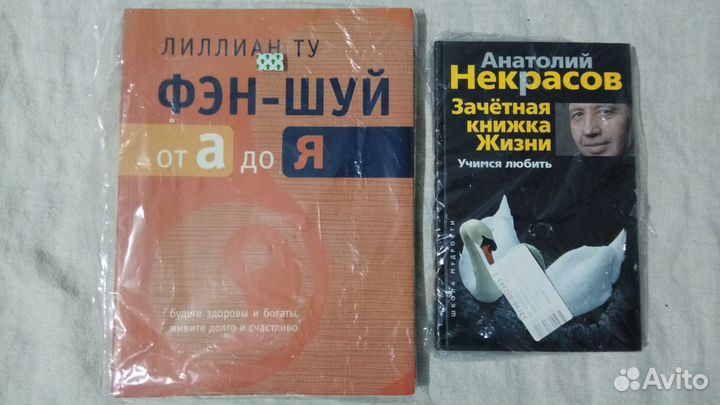 ЛИЛЛИАН ТУ
ФЭН-ШУЙ
от а до Я
будьте здоровы и богаты,
живите долго и счастливо
Анатолий
Некрасов
Зачётная
книжка
Жизни
Учимся любить
ШКОЛА МУДРОСТИ
Avito